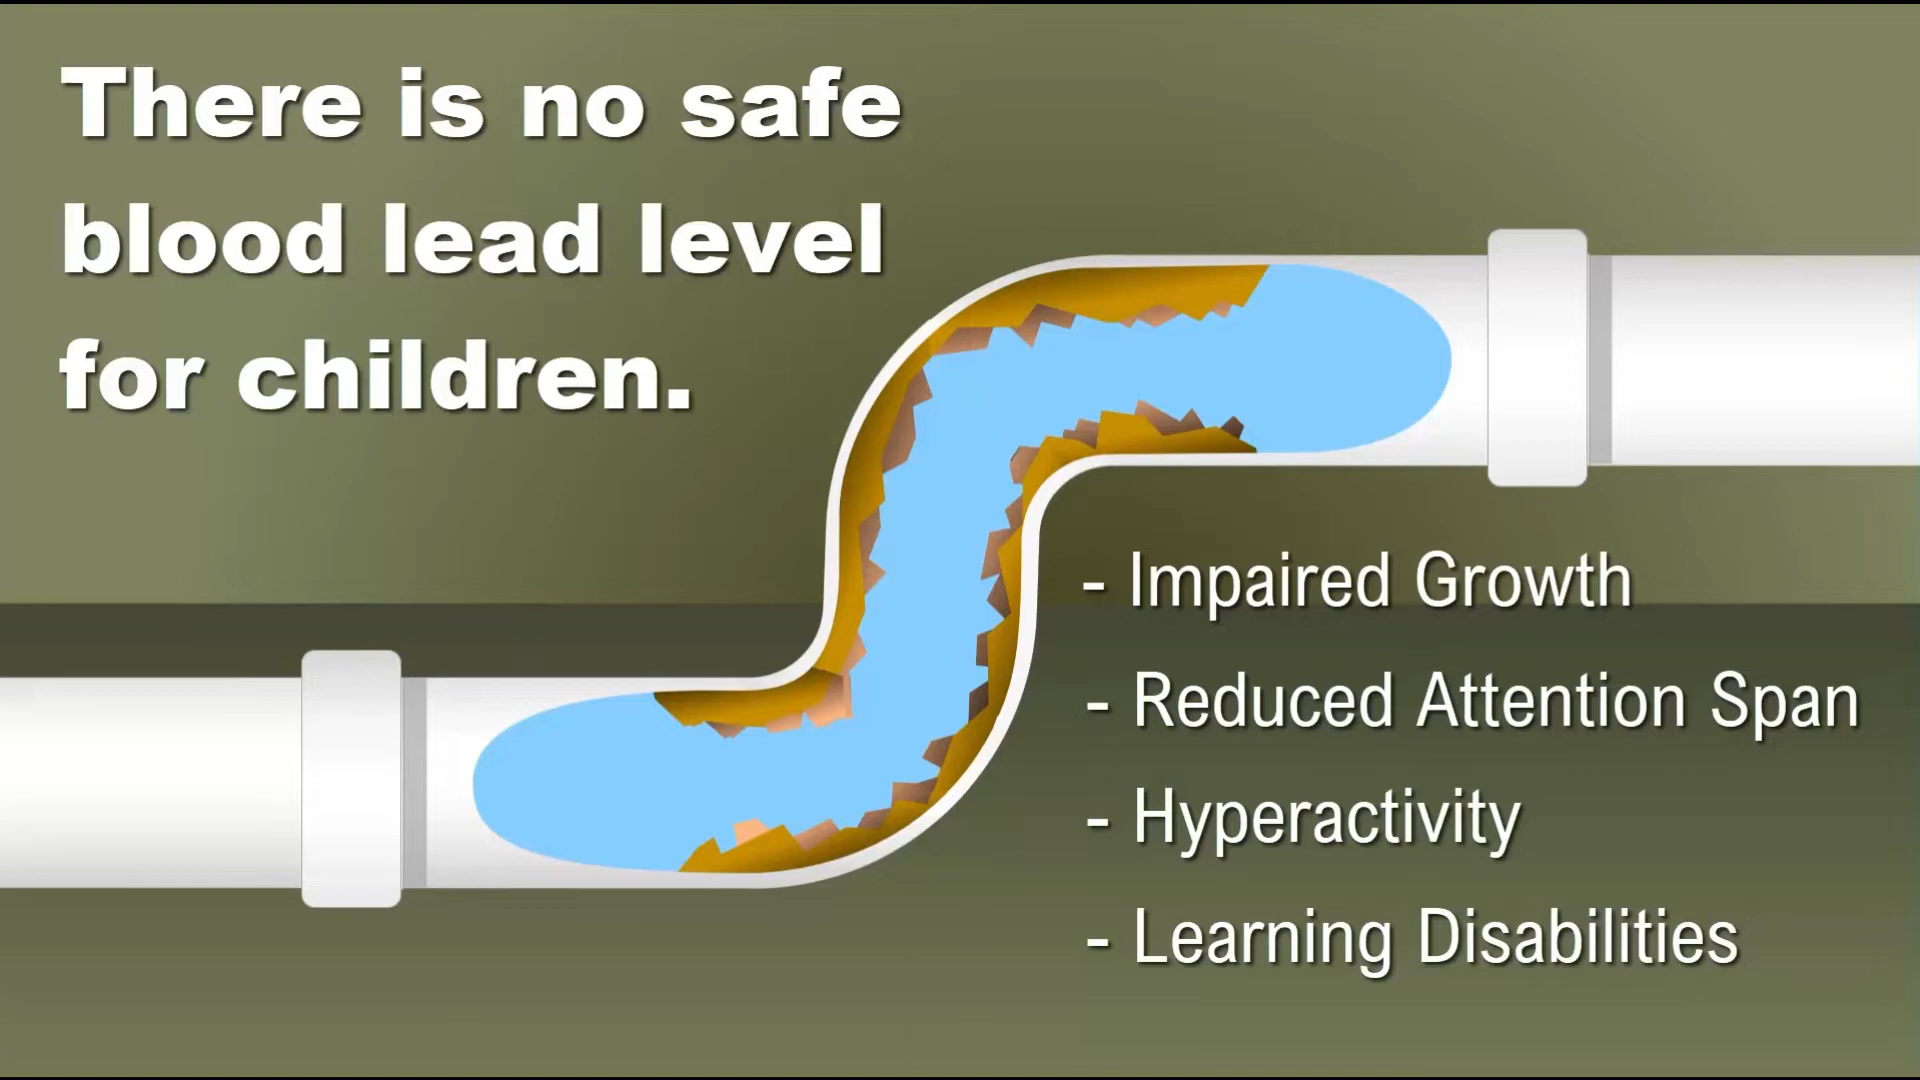 There is no safe
blood lead level
for children.
- Impaired Growth
- Reduced Attention Span
- Hyperactivity
- Learning Disabilities